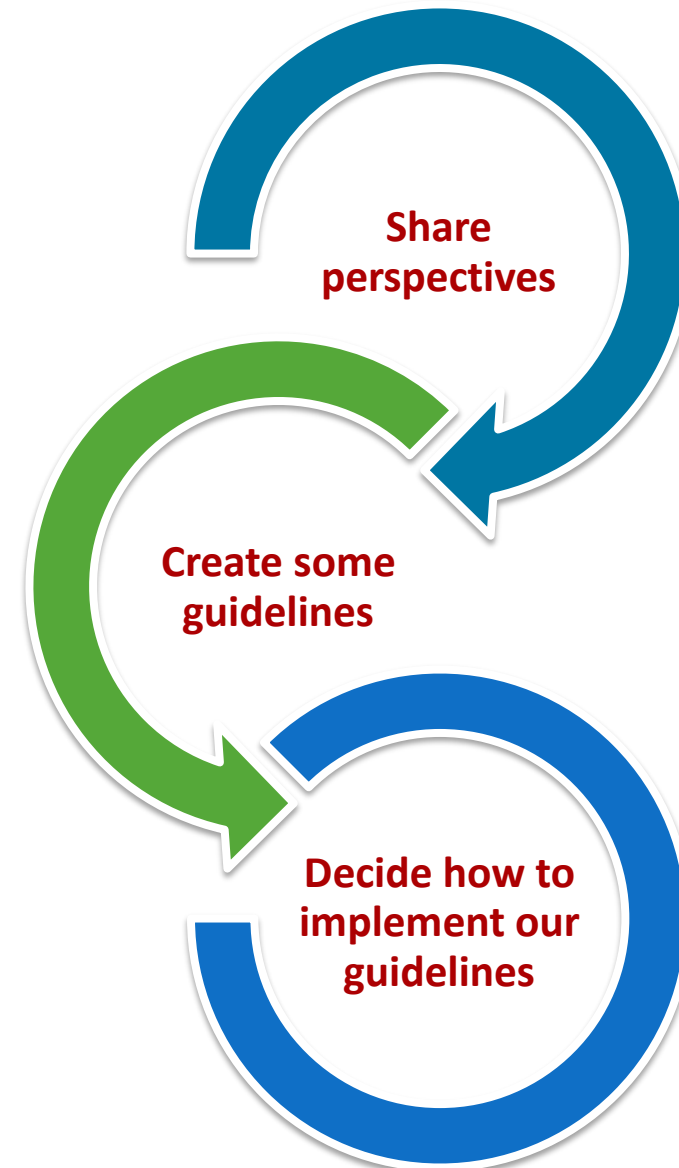 Share
perspectives
Create some
guidelines
Decide how to
implement our
guidelines